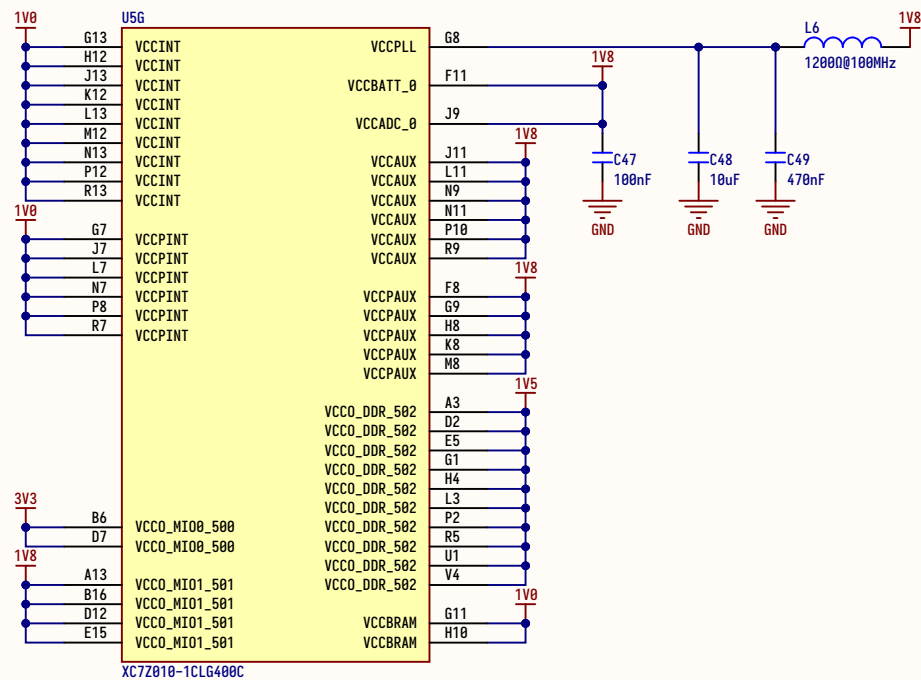 1V0 U5G 1V8
G13 VCCINT VCCPLL G8 L6
H12 VCCINT 1200Ω@100MHz
J13 VCCINT VCCBATT_0 F11 1V8
K12 VCCINT
L13 VCCINT VCCADC_0 J9
M12 VCCINT 1V8
N13 VCCINT VCCAUX J11 C47 C48 C49
P12 VCCINT VCCAUX L11 100nF 10uF 470nF
R13 VCCINT VCCAUX N9
1V0 VCCAUX N11 GND GND GND
G7 VCCPINT VCCAUX P10
J7 VCCPINT VCCAUX R9
L7 VCCPINT 1V8
N7 VCCPINT VCCPAUX F8
P8 VCCPINT VCCPAUX G9
R7 VCCPINT VCCPAUX H8
VCCPAUX K8
VCCPAUX M8
1V5
VCCO_DDR_502 A3
VCCO_DDR_502 D2
VCCO_DDR_502 E5
VCCO_DDR_502 G1
VCCO_DDR_502 H4
3V3 VCCO_DDR_502 L3
B6 VCCO_MIO0_500 VCCO_DDR_502 P2
D7 VCCO_MIO0_500 VCCO_DDR_502 R5
1V8 VCCO_DDR_502 U1
A13 VCCO_MIO1_501 VCCO_DDR_502 V4
B16 VCCO_MIO1_501 1V0
D12 VCCO_MIO1_501 VCCBRAM G11
E15 VCCO_MIO1_501 VCCBRAM H10
XC7Z010-1CLG400C